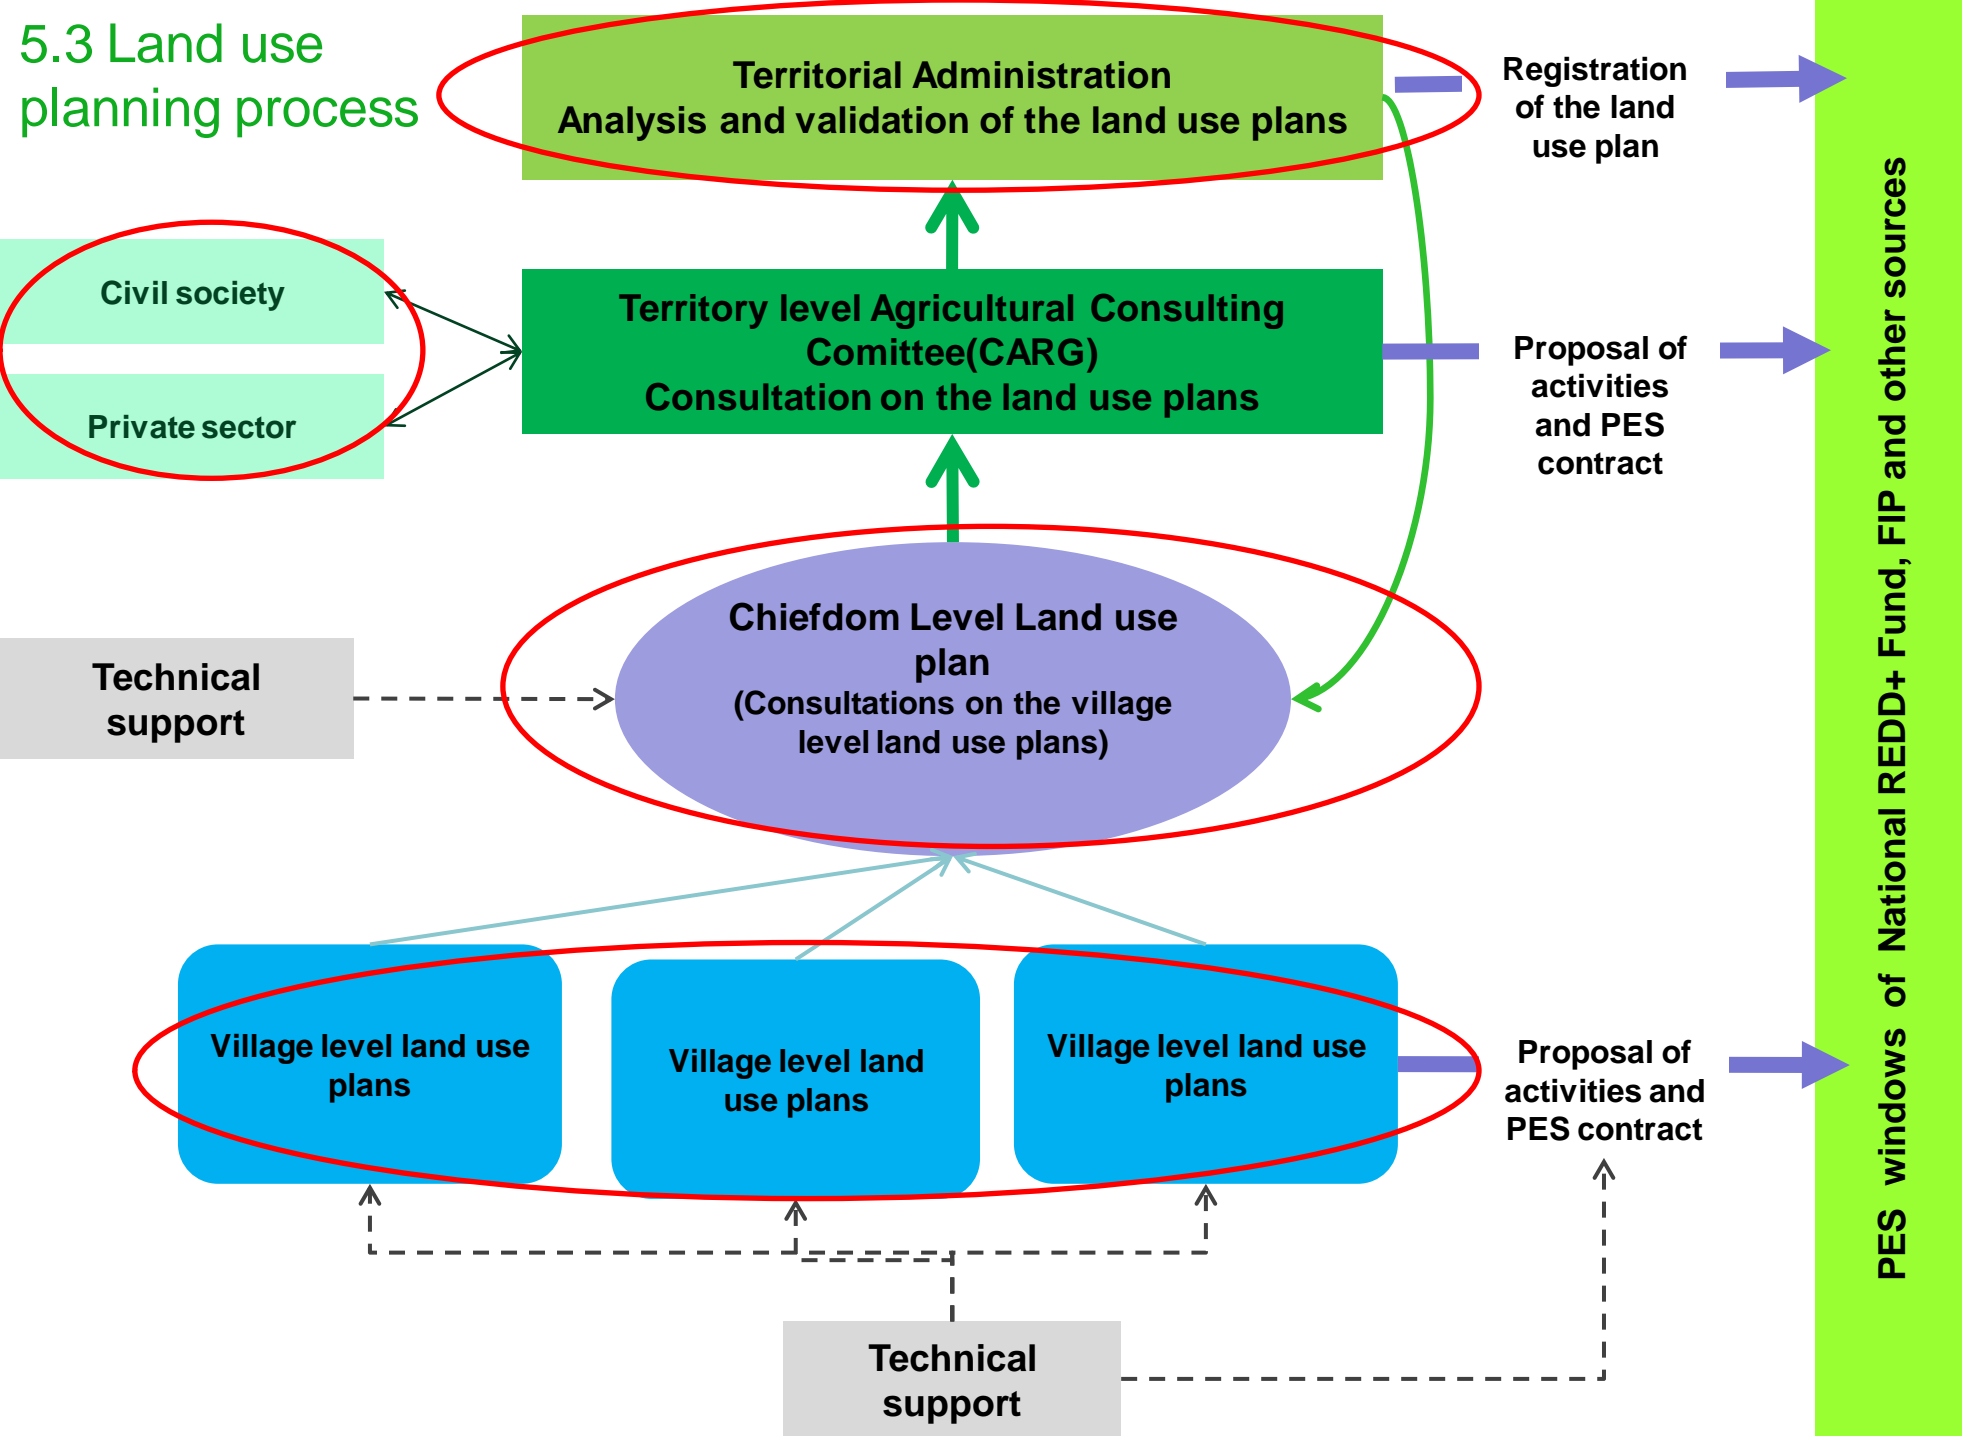 5.3 Land use
planning process
Territorial Administration
Analysis and validation of the land use plans
Registration
of the land
use plan
Civil society
Private sector
Territory level Agricultural Consulting
Comittee(CARG)
Consultation on the land use plans
Proposal of
activities
and PES
contract
Chiefdom Level Land use
plan
(Consultations on the village
level land use plans)
Technical
support
Village level land use
plans
Village level land
use plans
Village level land use
plans
Proposal of
activities and
PES contract
Technical
support
PES windows of National REDD+ Fund, FIP and other sources